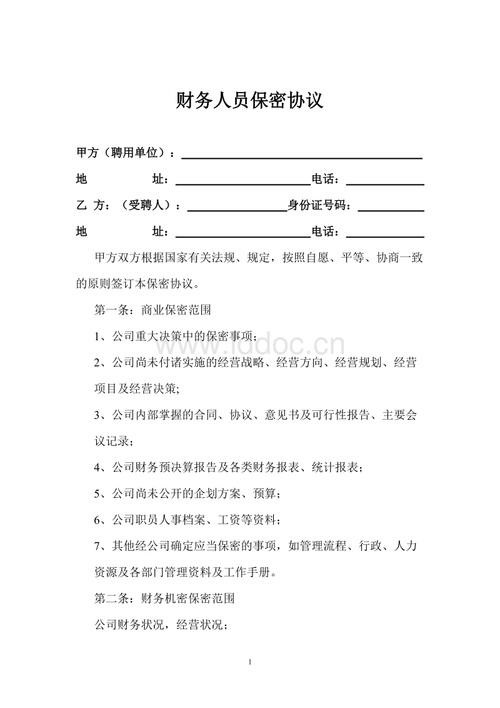 财务人员保密协议
甲方（聘用单位）：
地 址： 电话：
乙 方：（受聘人）： 身份证号码：
地 址： 电话：
甲方双方根据国家有关法规、规定，按照自愿、平等、协商一致
的原则签订本保密协议。
第一条：商业保密范围
1、公司重大决策中的保密事项；
www.lddoc.cn
2、公司尚未付诸实施的经营战略、经营方向、经营规划、经营
项目及经营决策;
3、公司内部掌握的合同、协议、意见书及可行性报告、主要会
议记录；
4、公司财务预决算报告及各类财务报表、统计报表；
5、公司尚未公开的企划方案、预算；
6、公司职员人事档案、工资等资料；
7、其他经公司确定应当保密的事项，如管理流程、行政、人力
资源及各部门管理资料及工作手册。
第二条：财务机密保密范围
公司财务状况，经营状况；
1